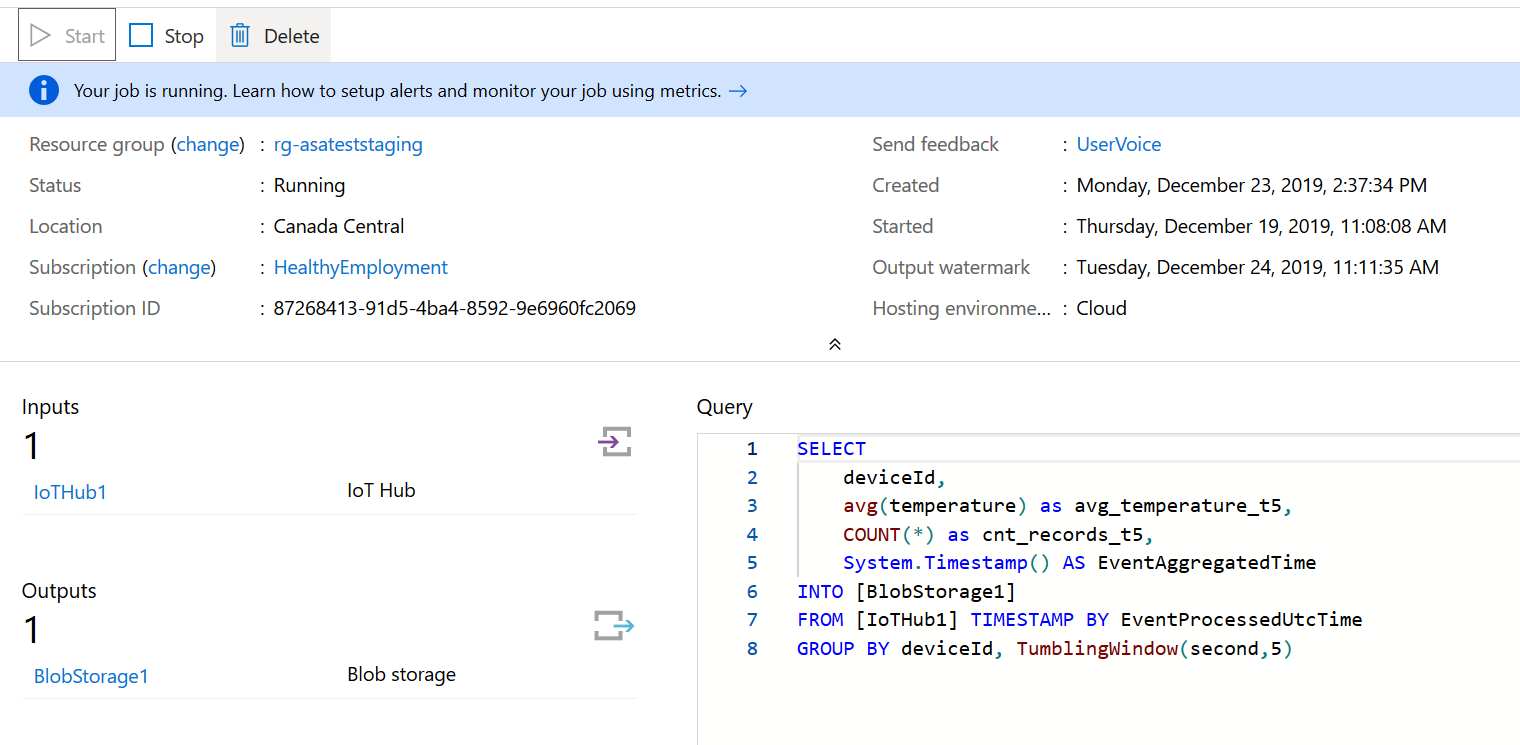 Start Stop Delete
Your job is running. Learn how to setup alerts and monitor your job using metrics. →
Resource group (change) : rg-asateststaging
Status : Running
Location : Canada Central
Subscription (change) : HealthyEmployment
Subscription ID : 87268413-91d5-4ba4-8592-9e6960fc2069
Send feedback : UserVoice
Created : Monday, December 23, 2019, 2:37:34 PM
Started : Thursday, December 19, 2019, 11:08:08 AM
Output watermark : Tuesday, December 24, 2019, 11:11:35 AM
Hosting environme... : Cloud
Inputs
1
IoTHub1 IoT Hub
Outputs
1
BlobStorage1 Blob storage
Query
1 SELECT
2 deviceId,
3 avg(temperature) as avg_temperature_t5,
4 COUNT(*) as cnt_records_t5,
5 System.Timestamp() AS EventAggregatedTime
6 INTO [BlobStorage1]
7 FROM [IoTHub1] TIMESTAMP BY EventProcessedUtcTime
8 GROUP BY deviceId, TumblingWindow(second,5)